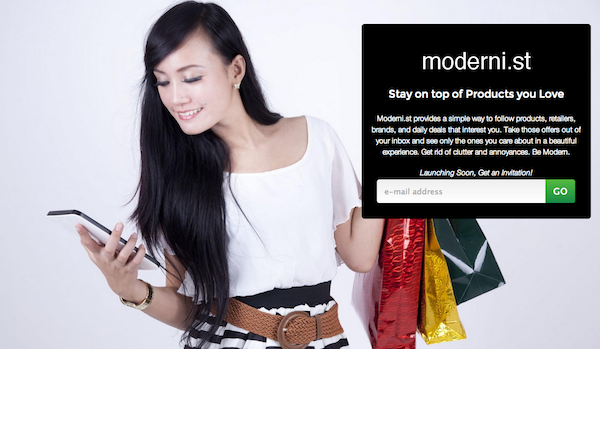 moderni.st
Stay on top of Products you Love
Moderni.st provides a simple way to follow products, retailers,
brands, and daily deals that interest you. Take those offers out of
your inbox and see only the ones you care about in a beautiful
experience. Get rid of clutter and annoyances. Be Modern.
Launching Soon, Get an Invitation!
e-mail address GO